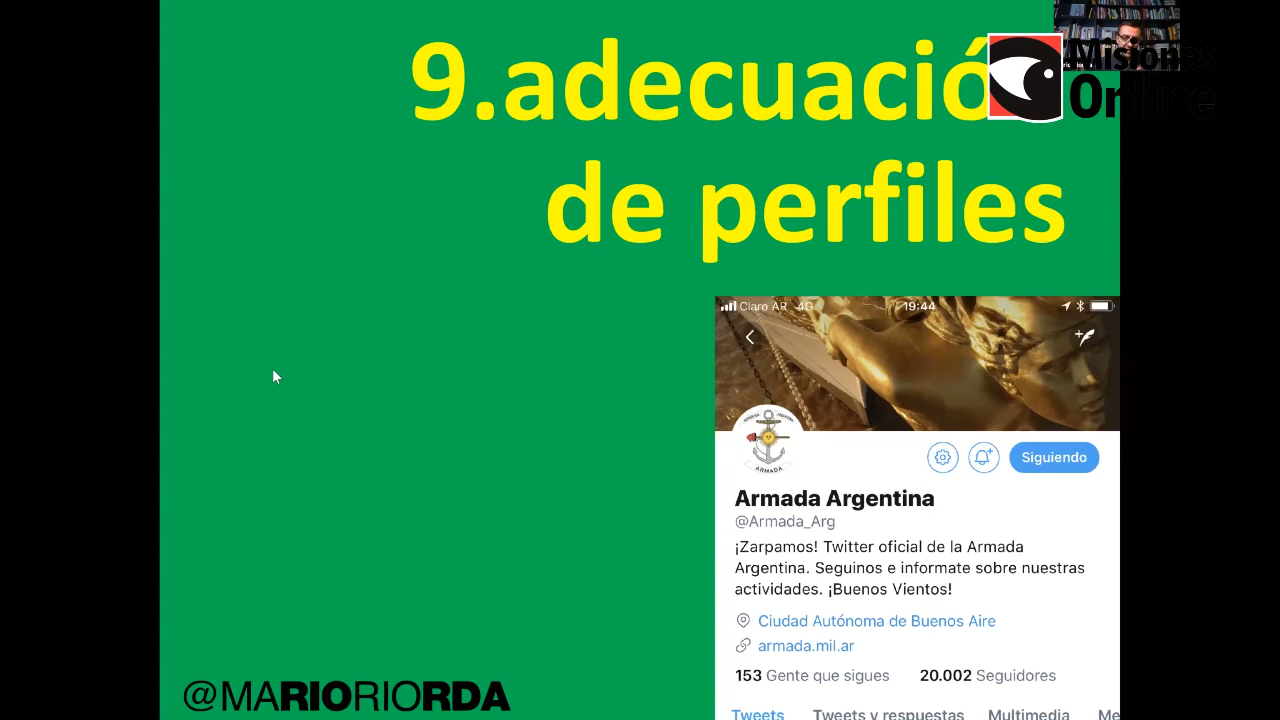 9.adecuació
de perfiles
Misiones
Online
Claro AR 4G 19:44
ARMADA
Siguiendo
Armada Argentina
@Armada_Arg
¡Zarpamos! Twitter oficial de la Armada
Argentina. Seguinos e informate sobre nuestras
actividades. ¡Buenos Vientos!
Ciudad Autónoma de Buenos Aire
armada.mil.ar
153 Gente que sigues 20.002 Seguidores
Tweets Tweets y respuestas Multimedia Me
@MARIORIORDA